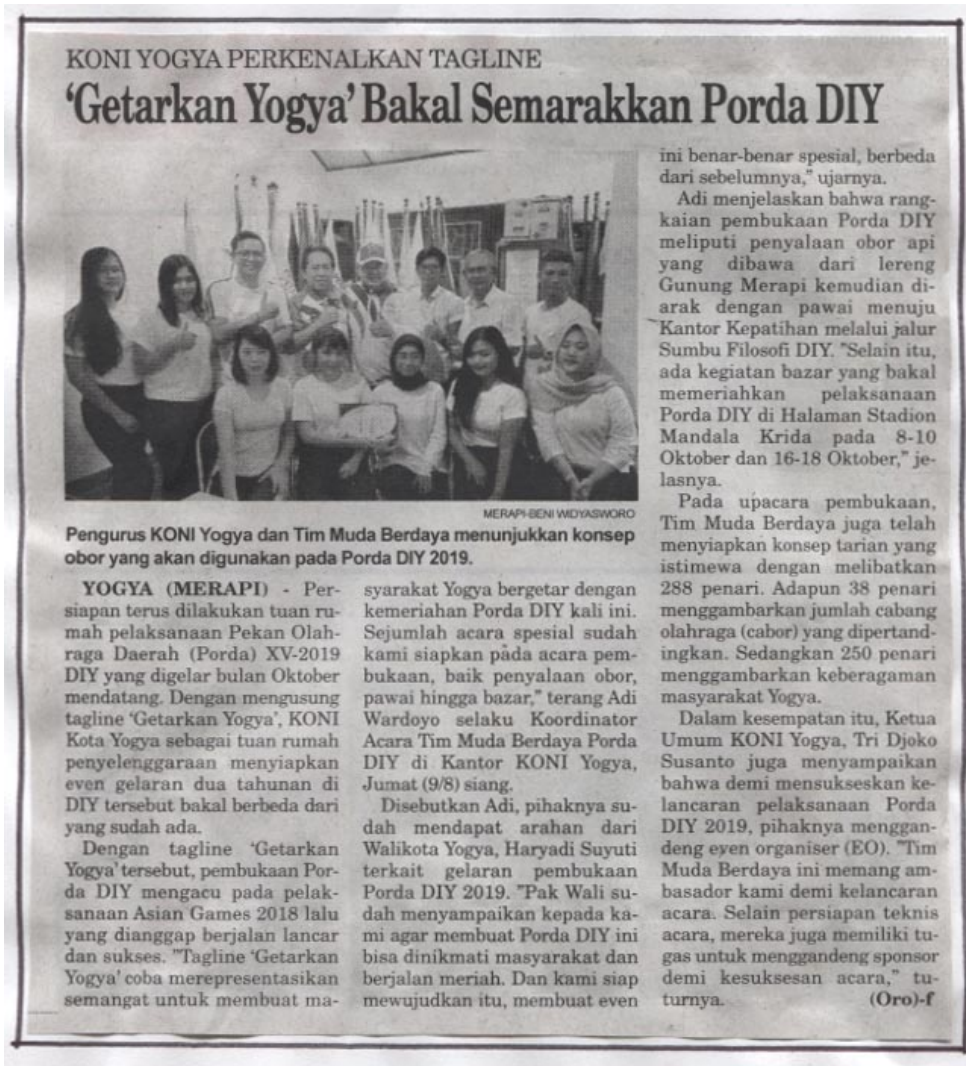 KONI YOGYA PERKENALKAN TAGLINE
'Getarkan Yogya' Bakal Semarakkan Porda DIY
MERAPI-BENI WIDYASWORO
Pengurus KONI Yogya dan Tim Muda Berdaya menunjukkan konsep
obor yang akan digunakan pada Porda DIY 2019.
YOGYA (MERAPI) - Per-
siapan terus dilakukan tuan ru-
mah pelaksanaan Pekan Olah-
raga Daerah (Porda) XV-2019
DIY yang digelar bulan Oktober
mendatang. Dengan mengusung
tagline 'Getarkan Yogya', KONI
Kota Yogya sebagai tuan rumah
penyelenggaraan menyiapkan
even gelaran dua tahunan di
DIY tersebut bakal berbeda dari
yang sudah ada.
Dengan tagline 'Getarkan
Yogya' tersebut, pembukaan Por-
da DIY mengacu pada pelak-
sanaan Asian Games 2018 lalu
yang dianggap berjalan lancar
dan sukses. "Tagline 'Getarkan
Yogya' coba merepresentasikan
semangat untuk membuat ma-
syarakat Yogya bergetar dengan
kemeriahan Porda DIY kali ini.
Sejumlah acara spesial sudah
kami siapkan pada acara pem-
bukaan, baik penyalaan obor,
pawai hingga bazar," terang Adi
Wardoyo selaku Koordinator
Acara Tim Muda Berdaya Porda
DIY di Kantor KONI Yogya,
Jumat (9/8) siang.
Disebutkan Adi, pihaknya su-
dah mendapat arahan dari
Walikota Yogya, Haryadi Suyuti
terkait gelaran pembukaan
Porda DIY 2019. "Pak Wali su-
dah menyampaikan kepada ka-
mi agar membuat Porda DIY ini
bisa dinikmati masyarakat dan
berjalan meriah. Dan kami siap
mewujudkan itu, membuat even
ini benar-benar spesial, berbeda
dari sebelumnya," ujarnya.
Adi menjelaskan bahwa rang-
kaian pembukaan Porda DIY
meliputi penyalaan obor api
yang dibawa dari lereng
Gunung Merapi kemudian di-
arak dengan pawai menuju
Kantor Kepatihan melalui jalur
Sumbu Filosofi DIY. "Selain itu,
ada kegiatan bazar yang bakal
memeriahkan pelaksanaan
Porda DIY di Halaman Stadion
Mandala Krida pada 8-10
Oktober dan 16-18 Oktober," je-
lasnya.
Pada upacara pembukaan,
Tim Muda Berdaya juga telah
menyiapkan konsep tarian yang
istimewa dengan melibatkan
288 penari. Adapun 38 penari
menggambarkan jumlah cabang
olahraga (cabor) yang dipertand-
ingkan. Sedangkan 250 penari
menggambarkan keberagaman
masyarakat Yogya.
Dalam kesempatan itu, Ketua
Umum KONI Yogya, Tri Djoko
Susanto juga menyampaikan
bahwa demi mensukseskan ke-
lancaran pelaksanaan Porda
DIY 2019, pihaknya menggan-
deng even organiser (EO). "Tim
Muda Berdaya ini memang am-
basador kami demi kelancaran
acara. Selain persiapan teknis
acara, mereka juga memiliki tu-
gas untuk menggandeng sponsor
demi kesuksesan acara," tu-
turnya. (Oro)-f